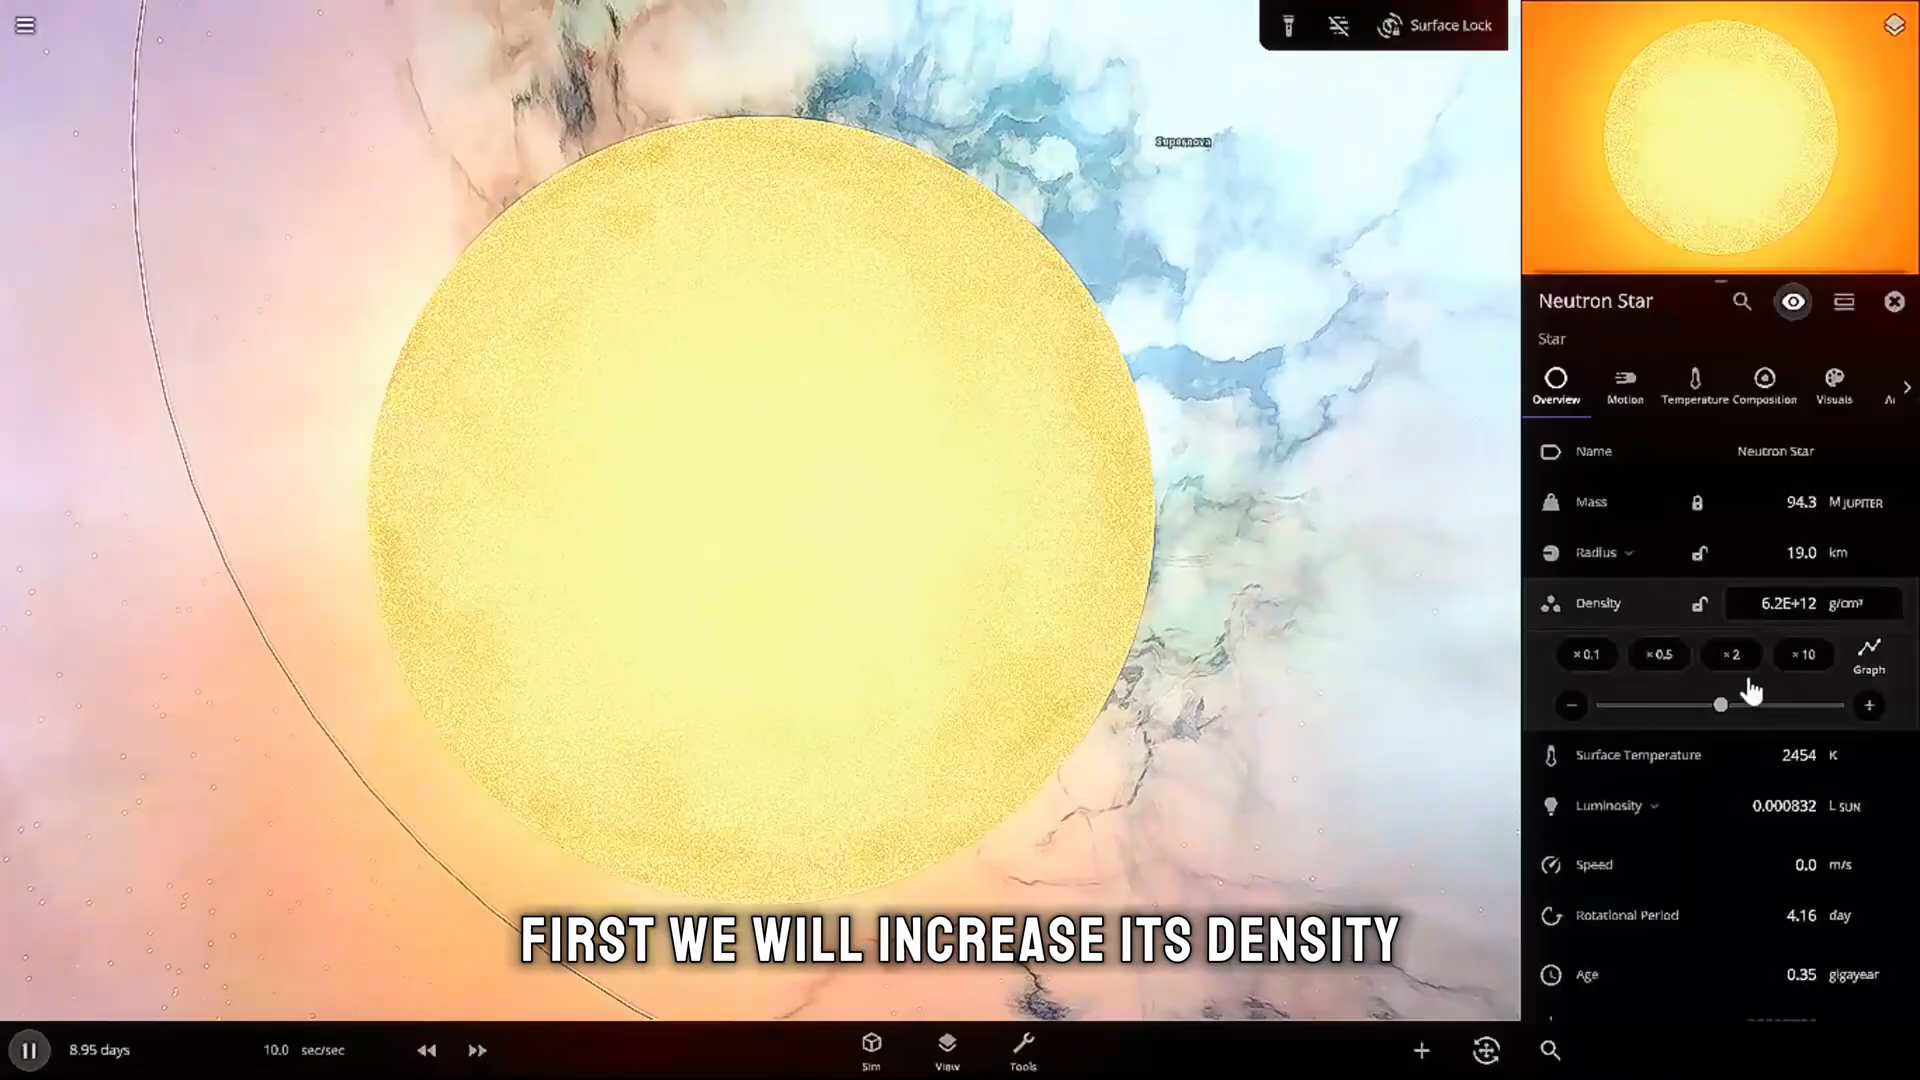 Surface Lock
Supernova
Neutron Star
Star
Overview
Motion
Temperature
Composition
Visuals
Name
Neutron Star
Mass
94.3 M JUPITER
Radius
19.0 km
Density
6.2E+12 g/cm³
× 0.1
× 0.5
× 2
× 10
Graph
Surface Temperature
2454 K
Luminosity
0.000832 L SUN
Speed
0.0 m/s
Rotational Period
4.16 day
Age
0.35 gigayear
FIRST WE WILL INCREASE ITS DENSITY
8.95 days
10.0 sec/sec
Sim
View
Tools